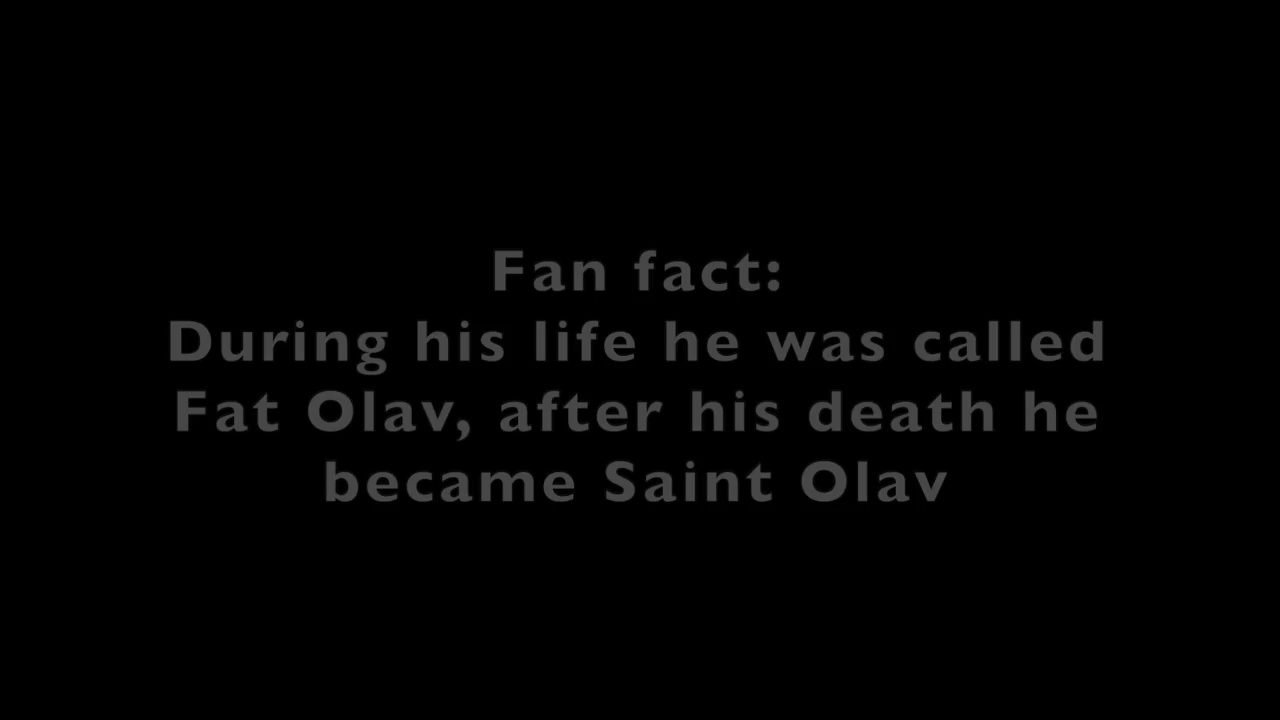 Fan fact:
During his life he was called
Fat Olav, after his death he
became Saint Olav